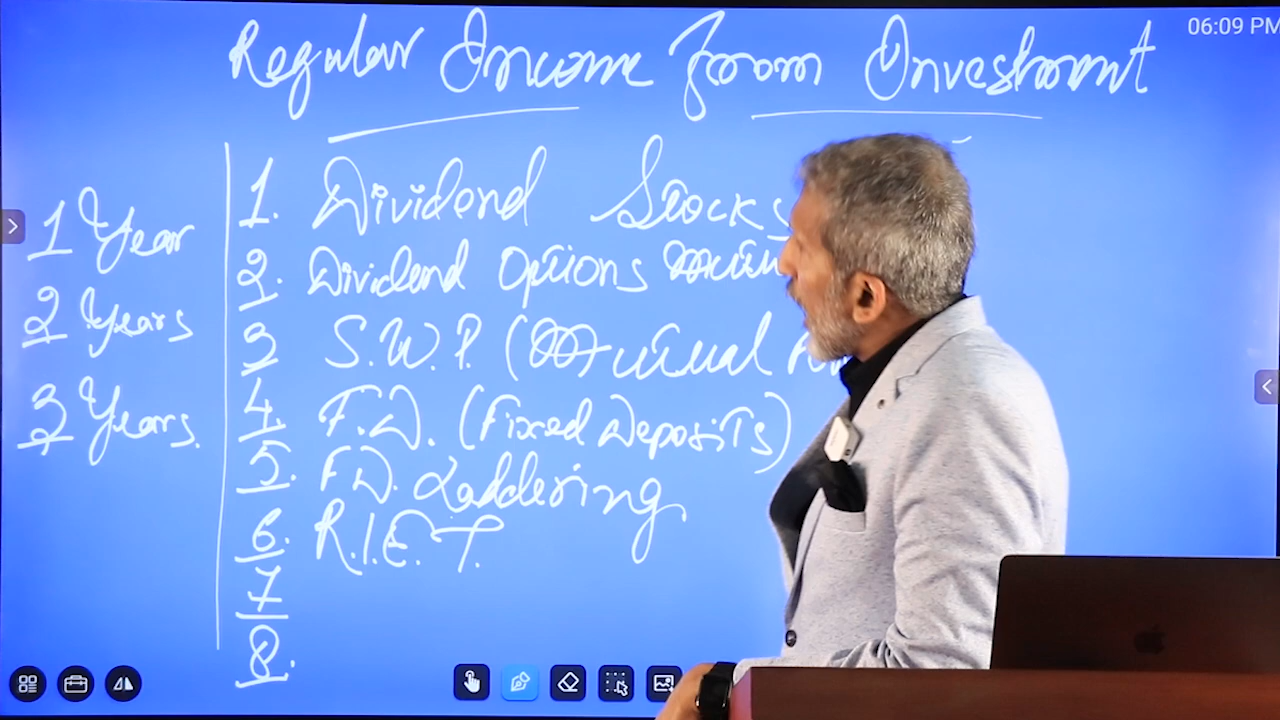 06:09 PM
Regular Income from Investment
1 Year
2 Years
3 Years.
1. Dividend Stocks
2. Dividend Options
3 S.W.P. (Mutual
4. F.D. (Fixed Deposits)
5. F.D. Laddering
6. R.I.E.T.
7
8.